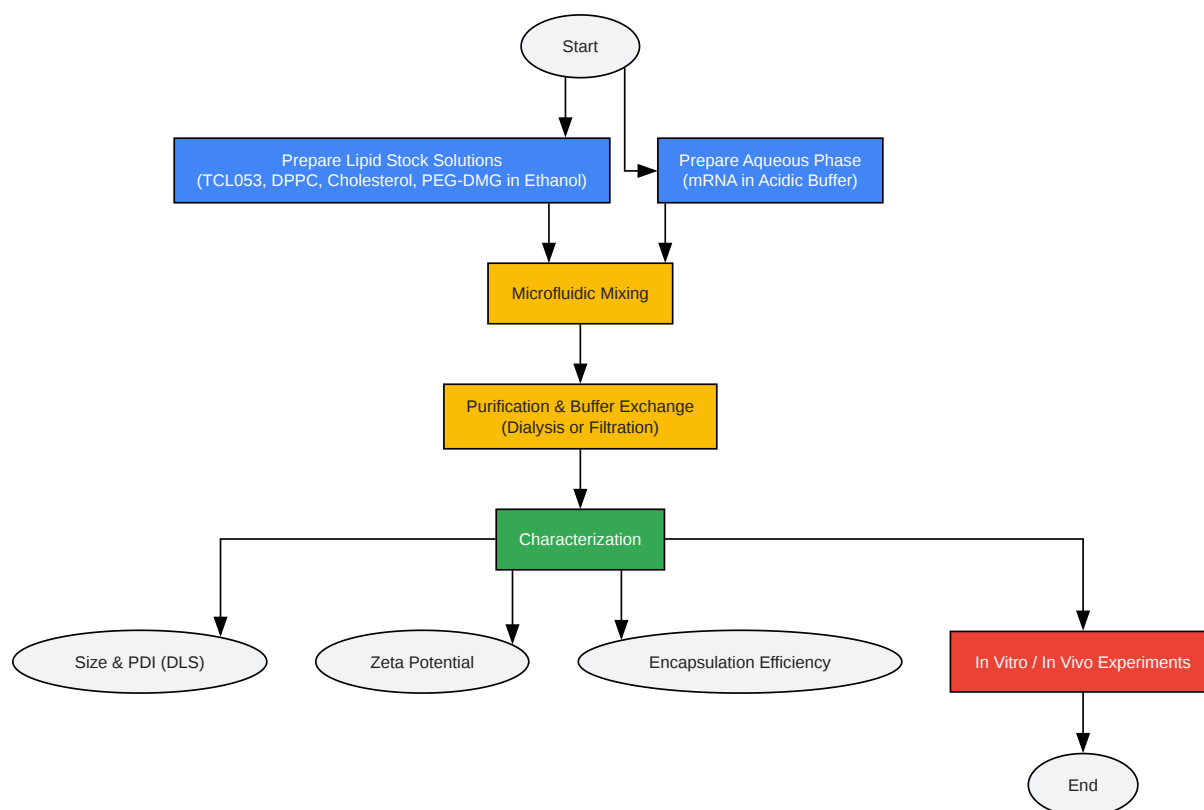 Start
Prepare Lipid Stock Solutions
(TCL053, DPPC, Cholesterol, PEG-DMG in Ethanol)
Prepare Aqueous Phase
(mRNA in Acidic Buffer)
Microfluidic Mixing
Purification & Buffer Exchange
(Dialysis or Filtration)
Characterization
Size & PDI (DLS)
Zeta Potential
Encapsulation Efficiency
In Vitro / In Vivo Experiments
End